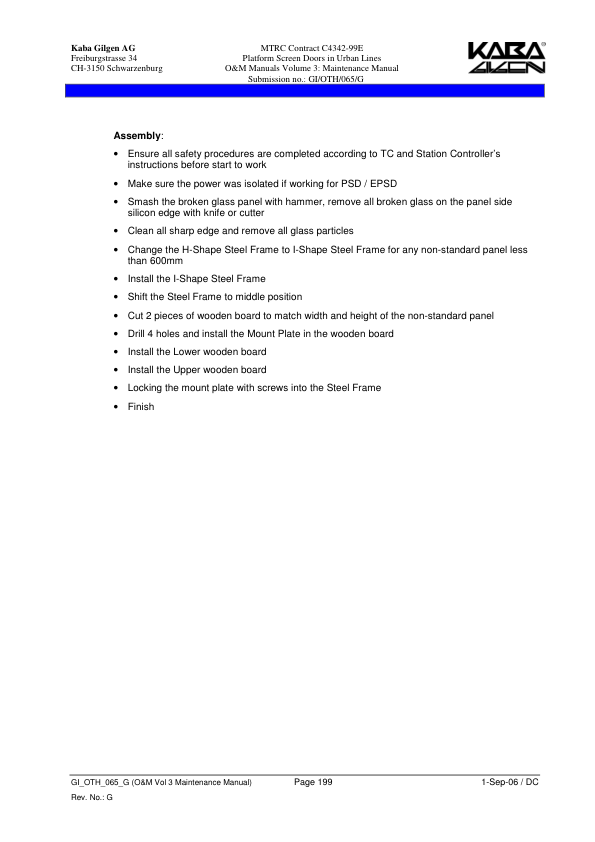 Kaba Gilgen AG
Freiburgstrasse 34
CH-3150 Schwarzenburg
MTRC Contract C4342-99E
Platform Screen Doors in Urban Lines
O&M Manuals Volume 3: Maintenance Manual
Submission no.: GI/OTH/065/G
KABA®
GILGEN
Assembly:
• Ensure all safety procedures are completed according to TC and Station Controller's
instructions before start to work
• Make sure the power was isolated if working for PSD / EPSD
• Smash the broken glass panel with hammer, remove all broken glass on the panel side
silicon edge with knife or cutter
• Clean all sharp edge and remove all glass particles
• Change the H-Shape Steel Frame to I-Shape Steel Frame for any non-standard panel less
than 600mm
• Install the I-Shape Steel Frame
• Shift the Steel Frame to middle position
• Cut 2 pieces of wooden board to match width and height of the non-standard panel
• Drill 4 holes and install the Mount Plate in the wooden board
• Install the Lower wooden board
• Install the Upper wooden board
• Locking the mount plate with screws into the Steel Frame
• Finish
GI_OTH_065_G (O&M Vol 3 Maintenance Manual) Page 199 1-Sep-06 / DC
Rev. No.: G